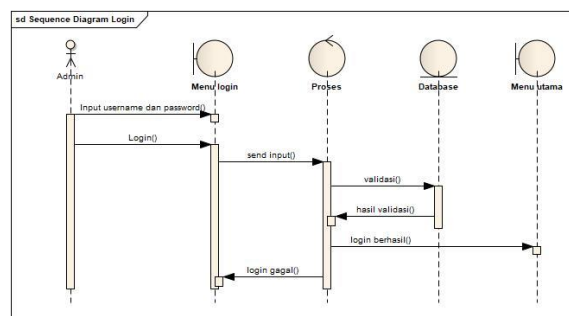 sd Sequence Diagram Login
Admin
Menu login
Proses
Database
Menu utama
Input username dan password()
Login()
send input()
validasi()
hasil validasi()
login berhasil()
login gagal()